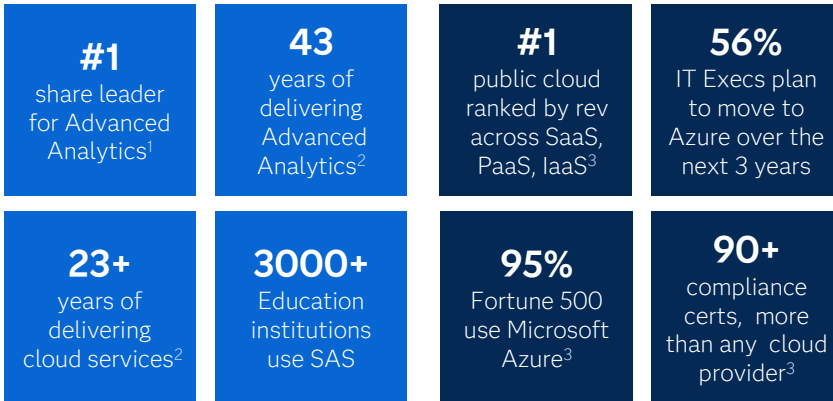 #1
share leader
for Advanced
Analytics1
43
years of
delivering
Advanced
Analytics2
#1
public cloud
ranked by rev
across SaaS,
PaaS, IaaS3
56%
IT Execs plan
to move to
Azure over the
next 3 years
23+
years of
delivering
cloud services2
3000+
Education
institutions
use SAS
95%
Fortune 500
use Microsoft
Azure3
90+
compliance
certs, more
than any cloud
provider3